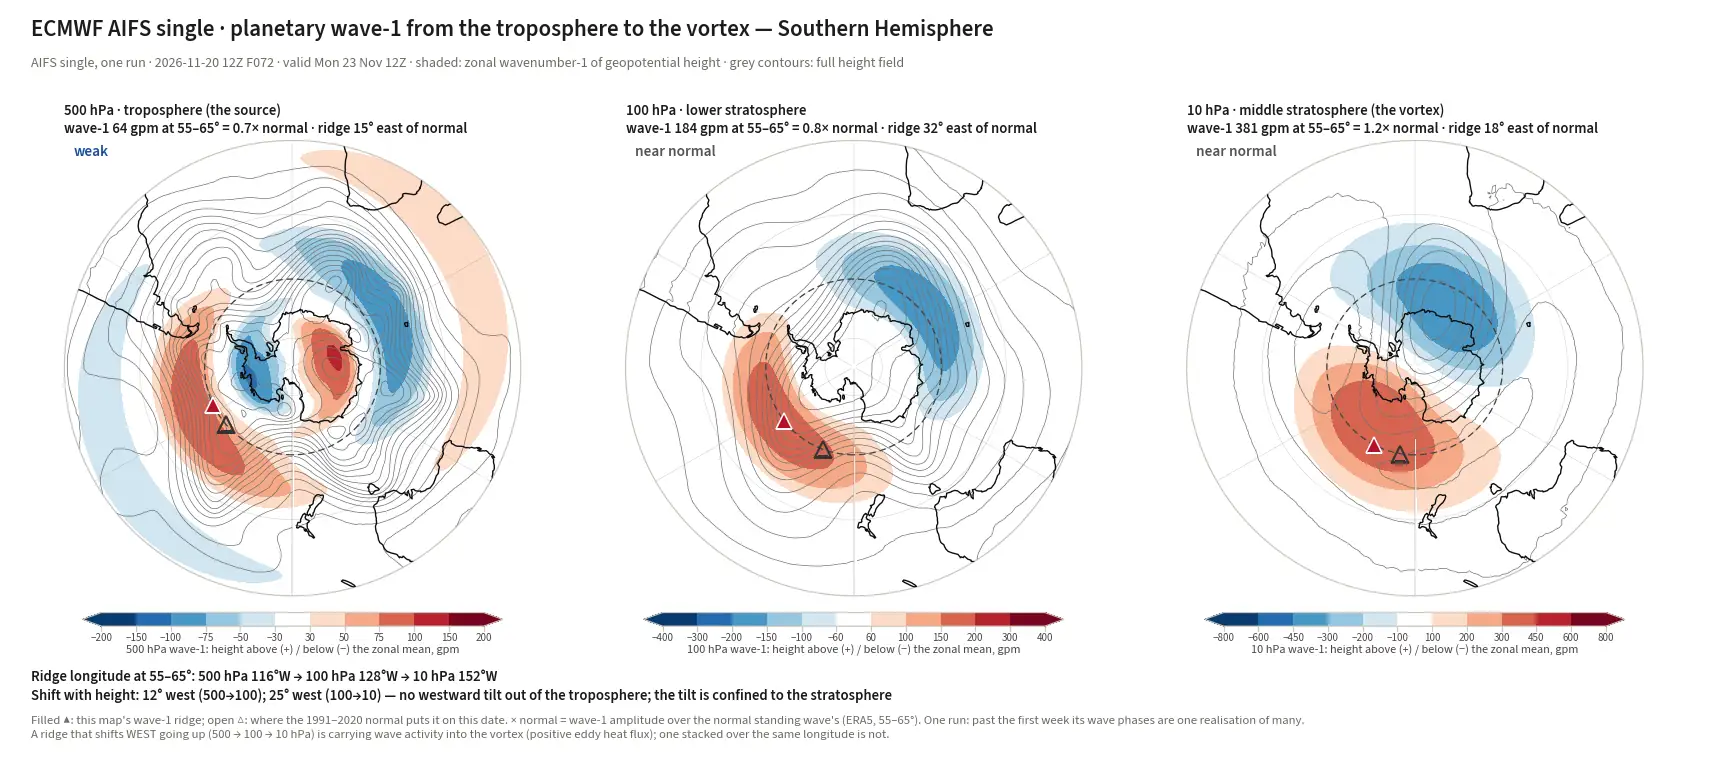 ECMWF AIFS single · planetary wave-1 from the troposphere to the vortex — Southern Hemisphere
AIFS single, one run · 2026-11-20 12Z F072 · valid Mon 23 Nov 12Z · shaded: zonal wavenumber-1 of geopotential height · grey contours: full height field
500 hPa · troposphere (the source)
wave-1 64 gpm at 55–65° = 0.7× normal · ridge 15° east of normal
weak
100 hPa · lower stratosphere
wave-1 184 gpm at 55–65° = 0.8× normal · ridge 32° east of normal
near normal
10 hPa · middle stratosphere (the vortex)
wave-1 381 gpm at 55–65° = 1.2× normal · ridge 18° east of normal
near normal
−200 −150 −100 −75 −50 −30 30 50 75 100 150 200
500 hPa wave-1: height above (+) / below (−) the zonal mean, gpm
−400 −300 −200 −150 −100 −60 60 100 150 200 300 400
100 hPa wave-1: height above (+) / below (−) the zonal mean, gpm
−800 −600 −450 −300 −200 −100 100 200 300 450 600 800
10 hPa wave-1: height above (+) / below (−) the zonal mean, gpm
Ridge longitude at 55–65°: 500 hPa 116°W → 100 hPa 128°W → 10 hPa 152°W
Shift with height: 12° west (500→100); 25° west (100→10) — no westward tilt out of the troposphere; the tilt is confined to the stratosphere
Filled ▲: this map's wave-1 ridge; open △: where the 1991–2020 normal puts it on this date. × normal = wave-1 amplitude over the normal standing wave's (ERA5, 55–65°). One run: past the first week its wave phases are one realisation of many.
A ridge that shifts WEST going up (500 → 100 → 10 hPa) is carrying wave activity into the vortex (positive eddy heat flux); one stacked over the same longitude is not.